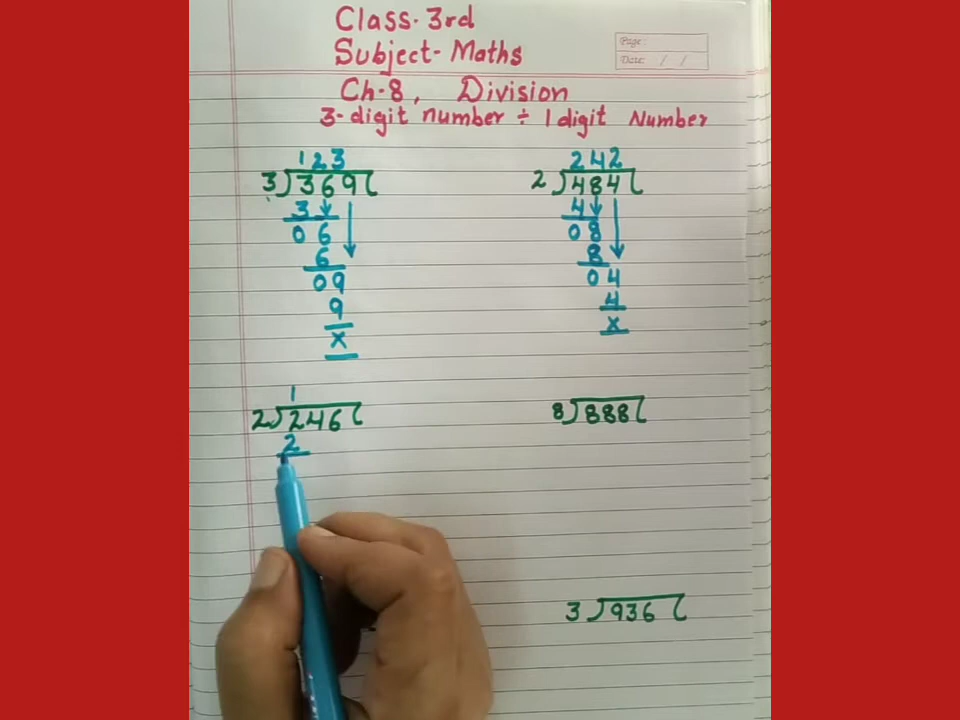 Class. 3rd
Subject- Maths
Page:
Date: / /
Ch-8, Division
3- digit number ÷ 1 digit Number
123
3)369(
3
06
6
09
9
x
242
2)484(
4
08
8
04
4
x
1
2)246(
2
8)888(
3)936(